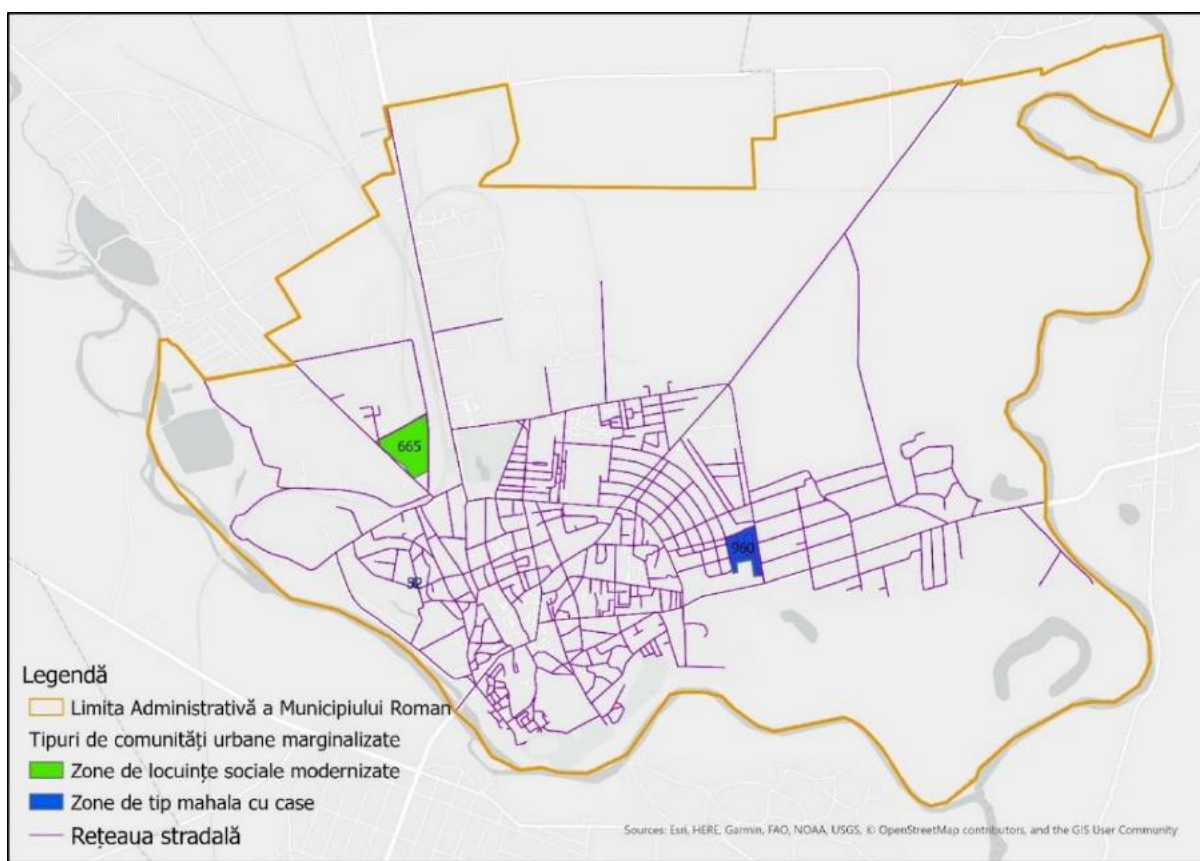 665
960
52
Legendă
Limita Administrativă a Municipiului Roman
Tipuri de comunități urbane marginalizate
Zone de locuințe sociale modernizate
Zone de tip mahala cu case
Rețeaua stradală
Sources: Esri, HERE, Garmin, FAO, NOAA, USGS, © OpenStreetMap contributors, and the GIS User Community